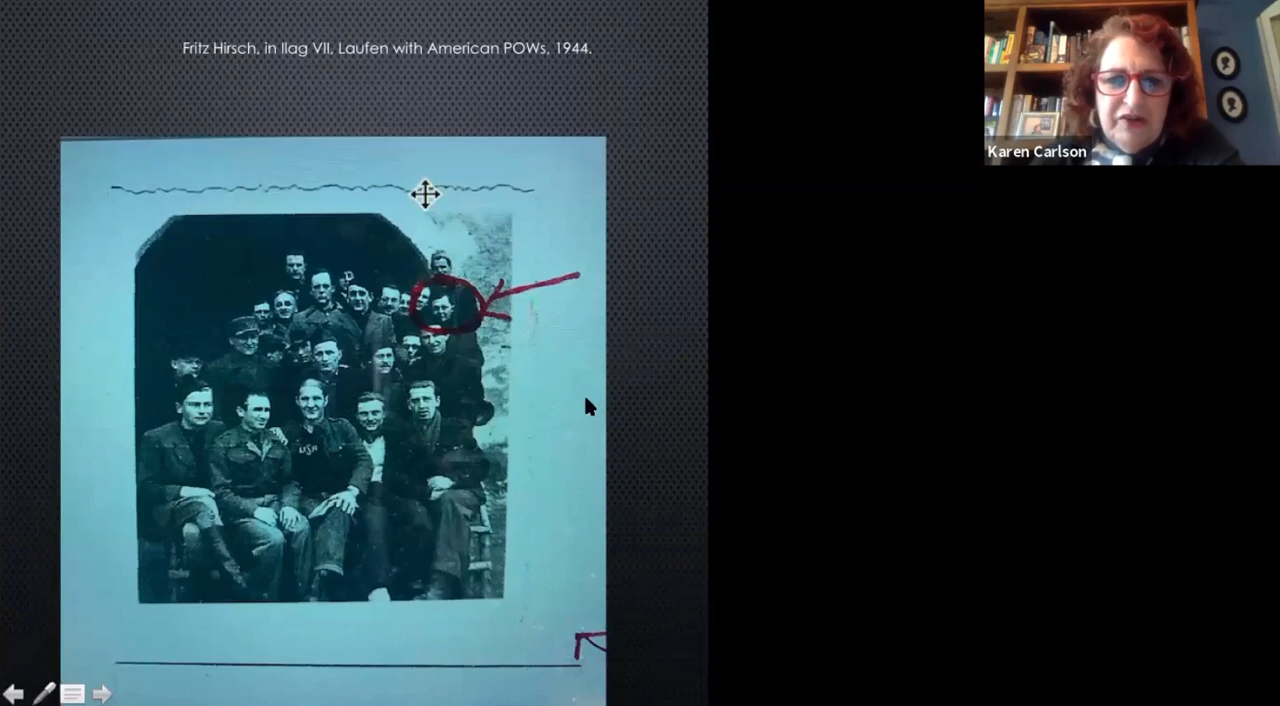 Fritz Hirsch, in Ilag VII, Laufen with American POWs, 1944.
Karen Carlson